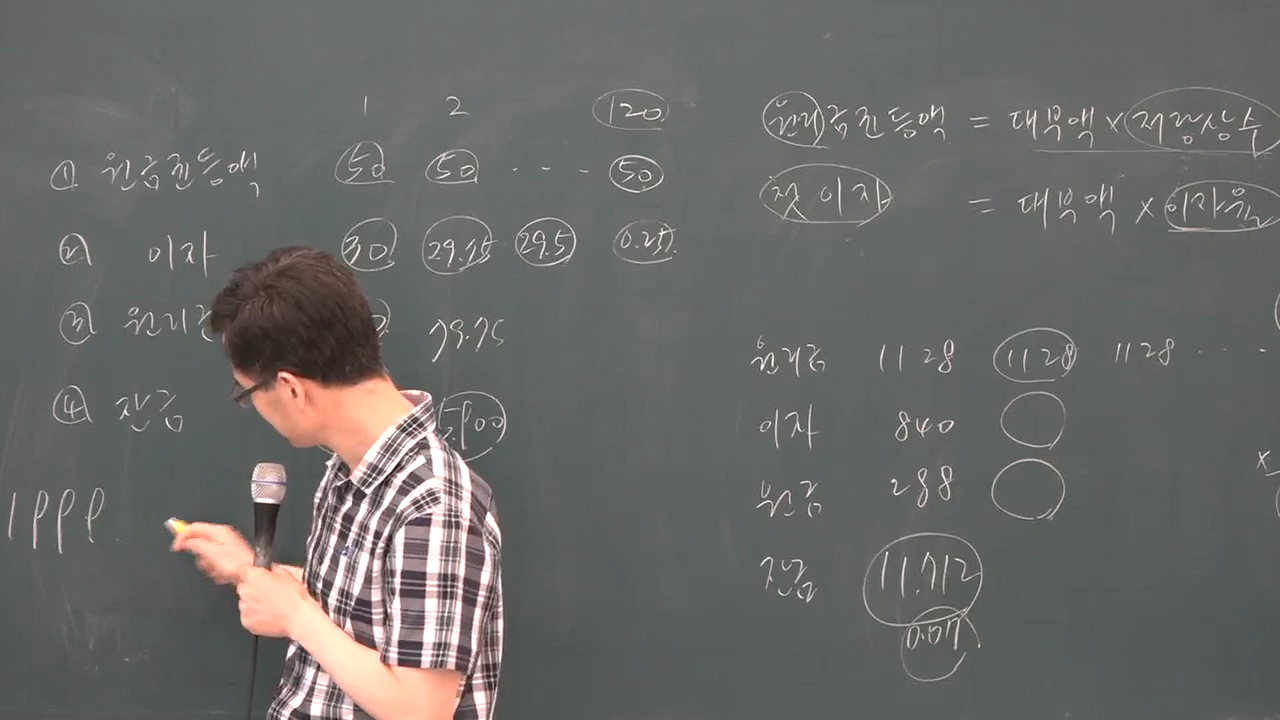 1 2 120
① 원금균등액 50 50 ··· 50
② 이자 30 29.75 29.5 0.25
③ 원리금 79.75
④ 잔금 5,900
1999.
원리금균등액 = 대부액 × 저당상수
첫 이자 = 대부액 × 이자율
원리금 1128 1128 1128 ···
이자 840
원금 288
잔금 11,712
0.07
×